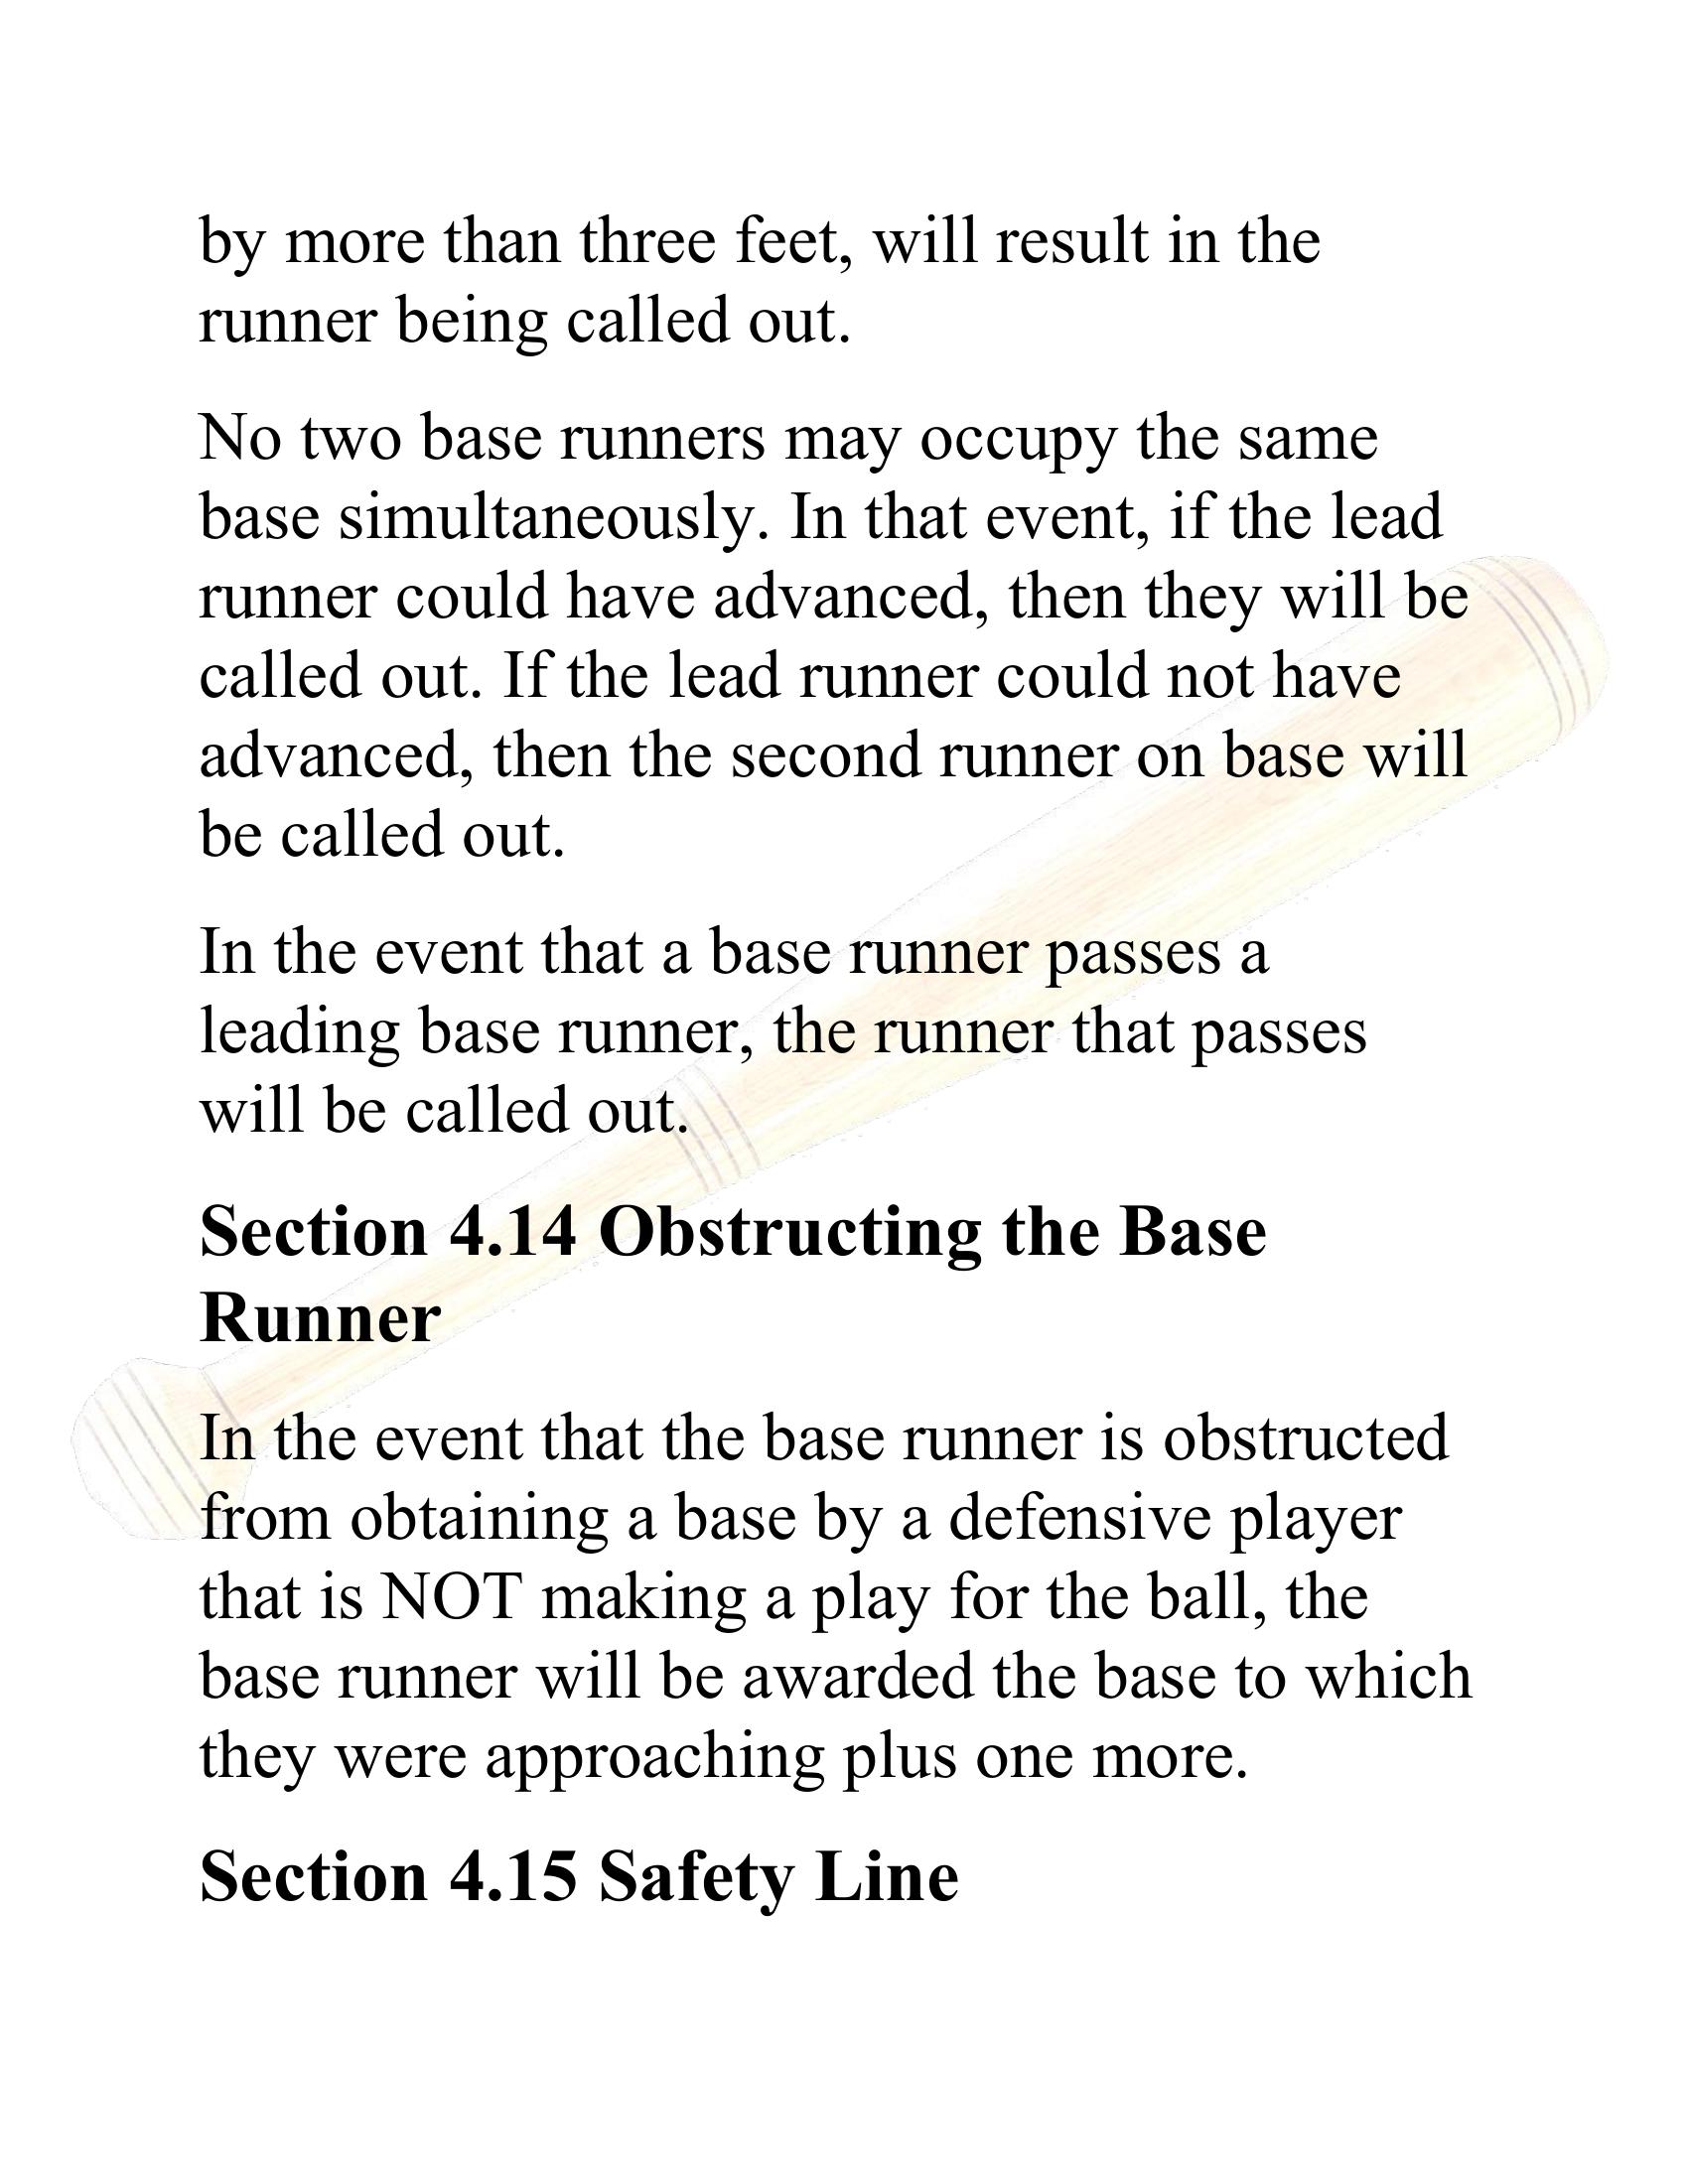 by more than three feet, will result in the
runner being called out.
No two base runners may occupy the same
base simultaneously. In that event, if the lead
runner could have advanced, then they will be
called out. If the lead runner could not have
advanced, then the second runner on base will
be called out.
In the event that a base runner passes a
leading base runner, the runner that passes
will be called out.
Section 4.14 Obstructing the Base
Runner
In the event that the base runner is obstructed
from obtaining a base by a defensive player
that is NOT making a play for the ball, the
base runner will be awarded the base to which
they were approaching plus one more.
Section 4.15 Safety Line